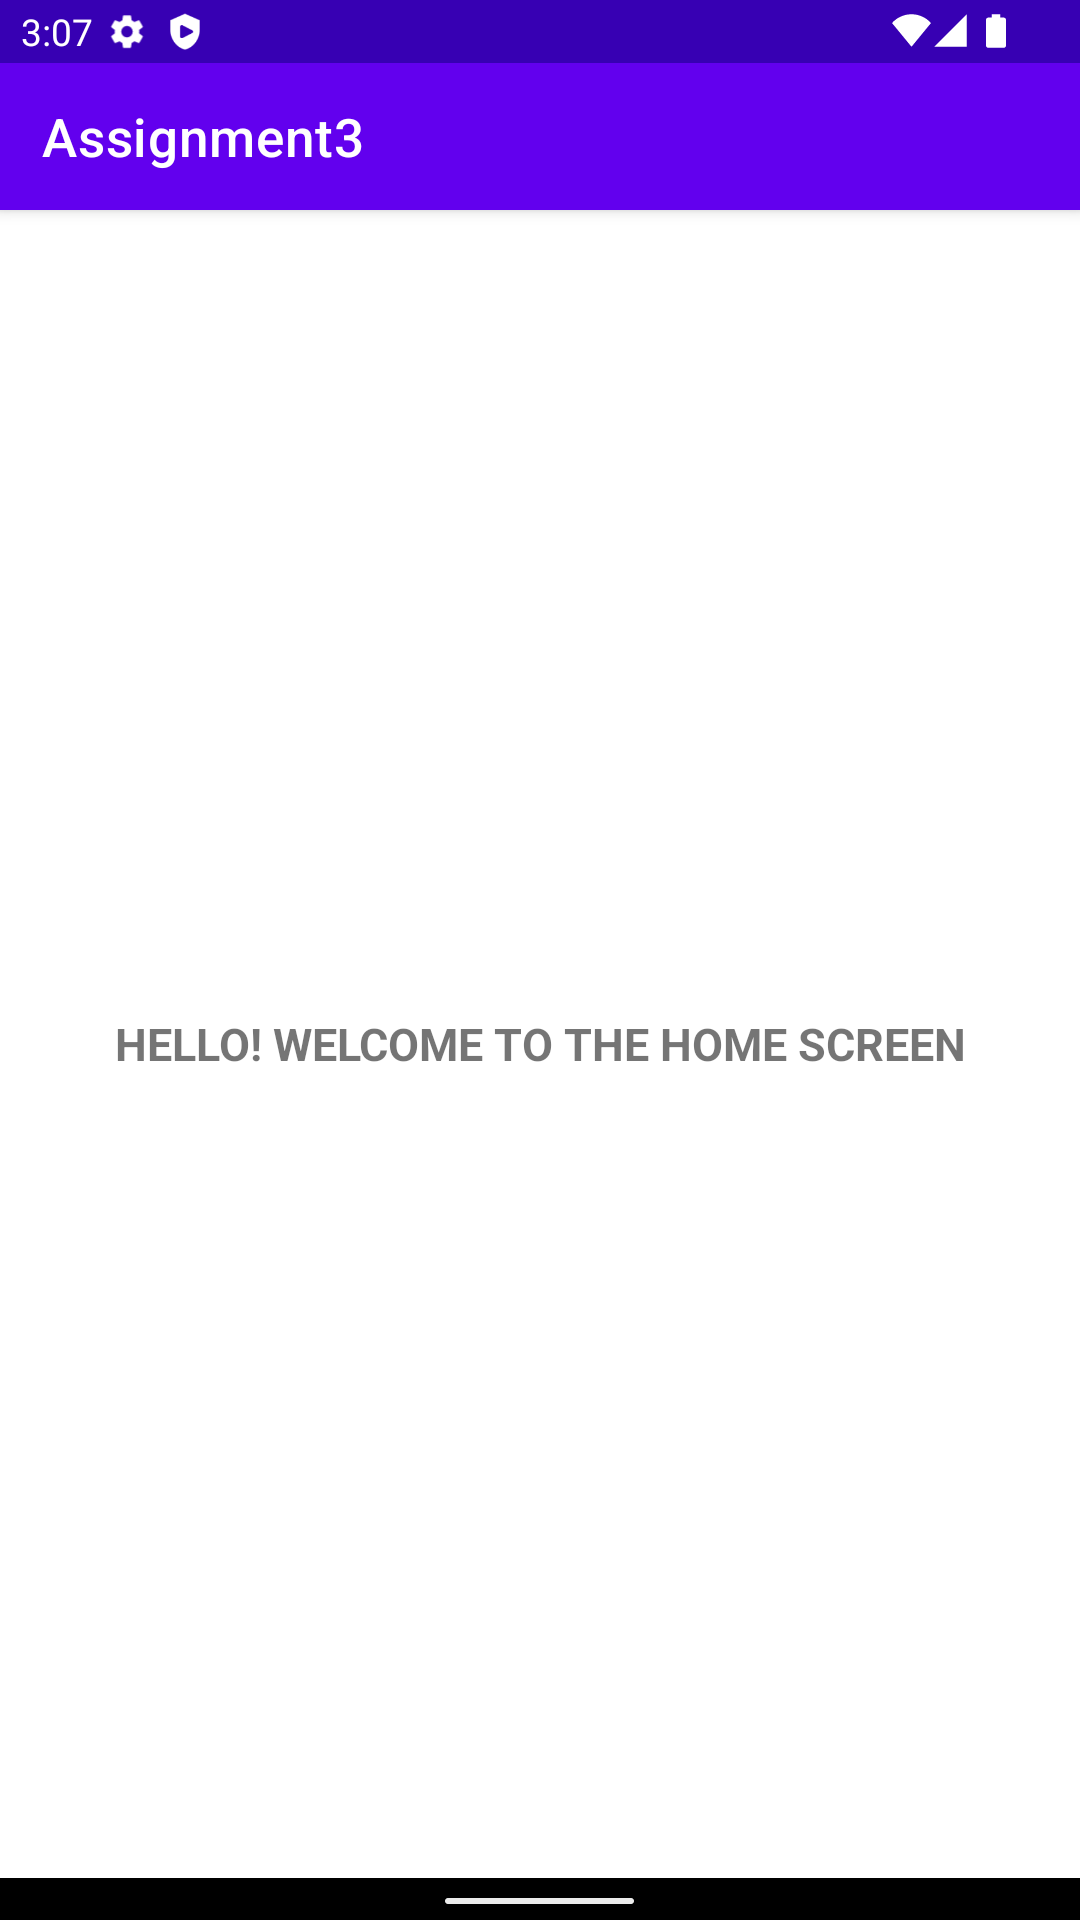 3:07
Assignment3
HELLO! WELCOME TO THE HOME SCREEN